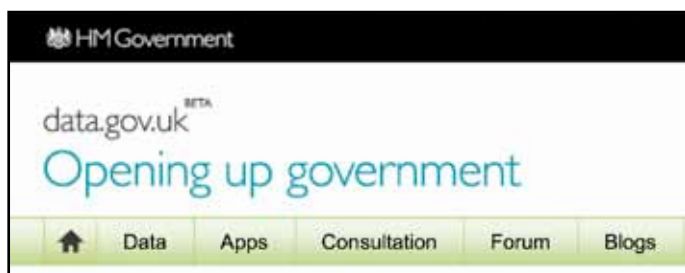 HM Government
data.gov.uk BETA
Opening up government
Data Apps Consultation Forum Blogs